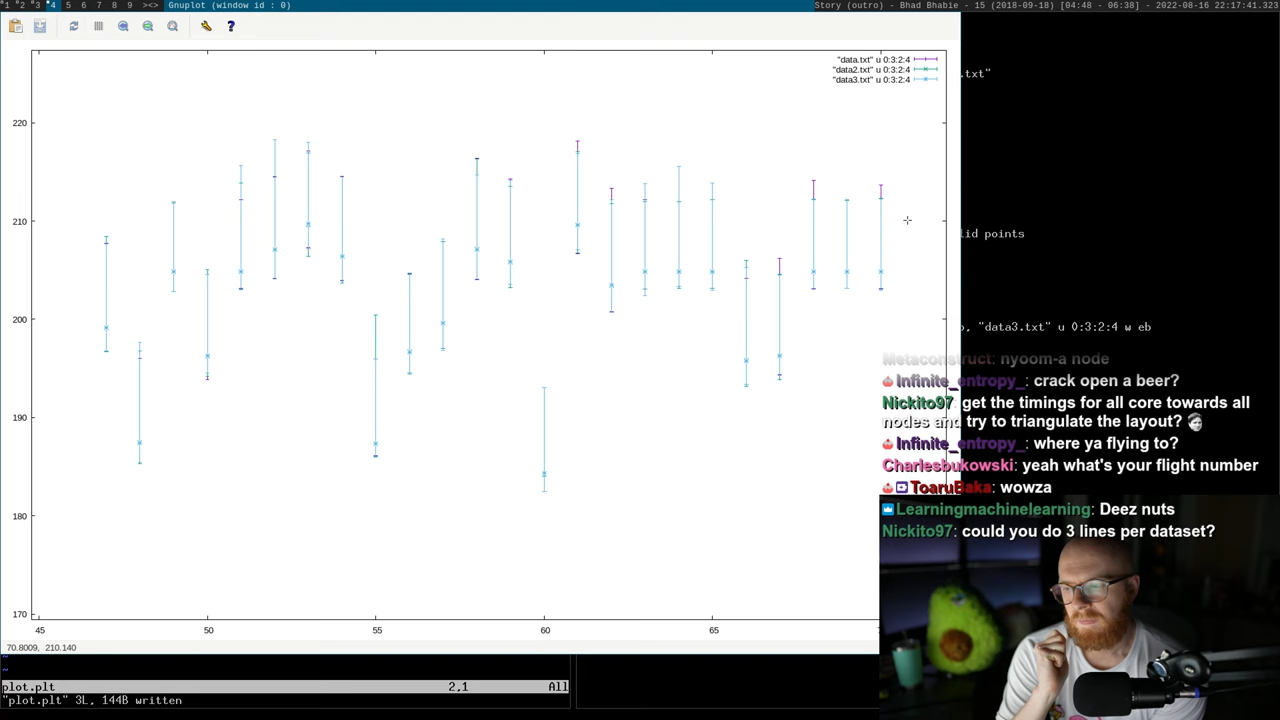 1 2 3 4 5 6 7 8 9 ><> Gnuplot (window id : 0) Story (outro) - Bhad Bhabie - 15 (2018-09-18) [04:48 - 06:38] - 2022-08-16 22:17:41.323
"data.txt" u 0:3:2:4
"data2.txt" u 0:3:2:4
"data3.txt" u 0:3:2:4
.txt"
220
210
200
190
180
170
45 50 55 60 65
lid points
, "data3.txt" u 0:3:2:4 w eb
Metaconstruct: nyoom-a node
Infinite_entropy_: crack open a beer?
Nickito97: get the timings for all core towards all
nodes and try to triangulate the layout?
Infinite_entropy_: where ya flying to?
Charlesbukowski: yeah what's your flight number
ToaruBaka: wowza
Learningmachinelearning: Deez nuts
Nickito97: could you do 3 lines per dataset?
70.8009, 210.140
~
~
plot.plt 2,1 All
"plot.plt" 3L, 144B written